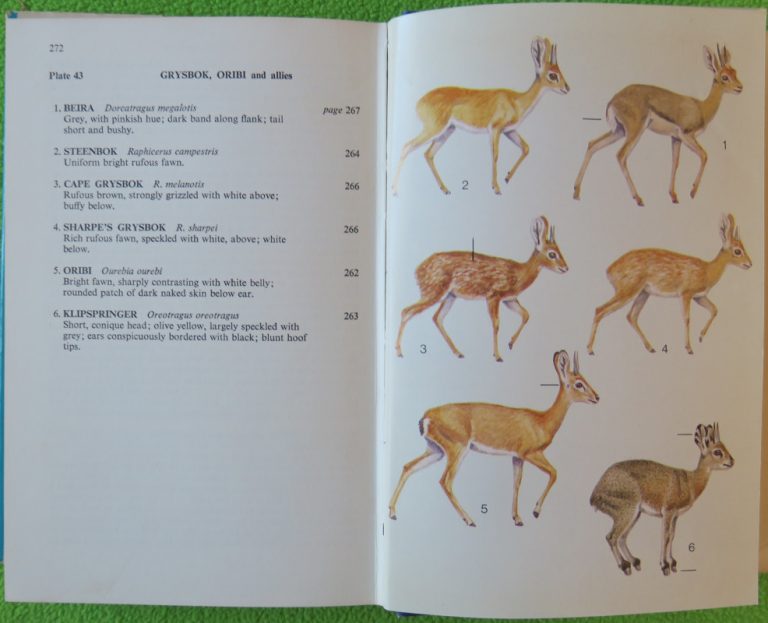 272
Plate 43 GRYSBOK, ORIBI and allies
1. BEIRA Dorcatragus megalotis page 267
Grey, with pinkish hue; dark band along flank; tail
short and bushy.
2. STEENBOK Raphicerus campestris 264
Uniform bright rufous fawn.
3. CAPE GRYSBOK R. melanotis 266
Rufous brown, strongly grizzled with white above;
buffy below.
4. SHARPE'S GRYSBOK R. sharpei 266
Rich rufous fawn, speckled with white, above; white
below.
5. ORIBI Ourebia ourebi 262
Bright fawn, sharply contrasting with white belly;
rounded patch of dark naked skin below ear.
6. KLIPSPRINGER Oreotragus oreotragus 263
Short, conique head; olive yellow, largely speckled with
grey; ears conspicuously bordered with black; blunt hoof
tips.
2
1
3
4
5
6